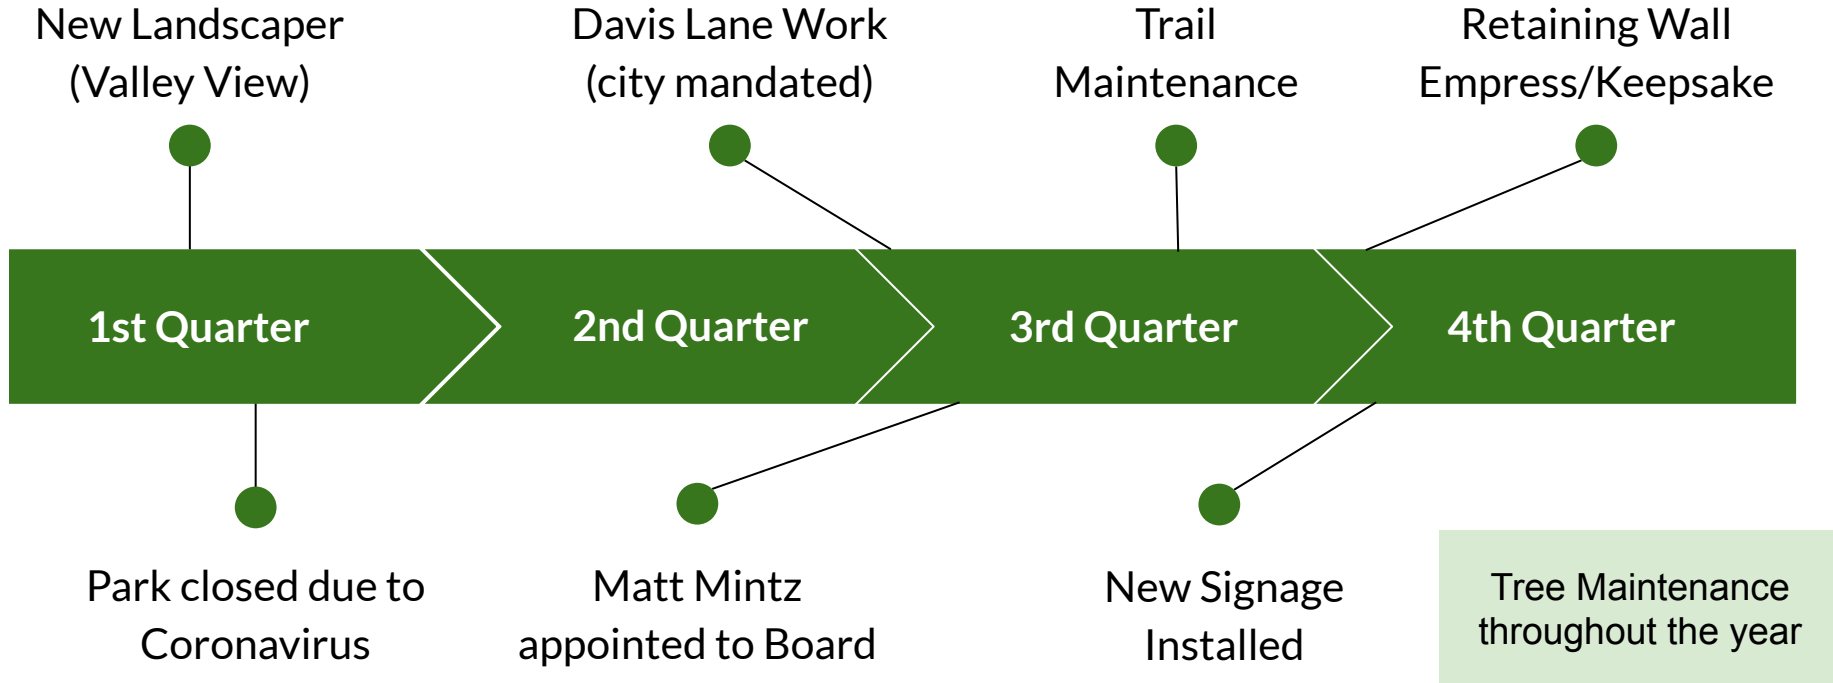 New Landscaper
(Valley View)
Davis Lane Work
(city mandated)
Trail
Maintenance
Retaining Wall
Empress/Keepsake
1st Quarter
2nd Quarter
3rd Quarter
4th Quarter
Park closed due to
Coronavirus
Matt Mintz
appointed to Board
New Signage
Installed
Tree Maintenance
throughout the year